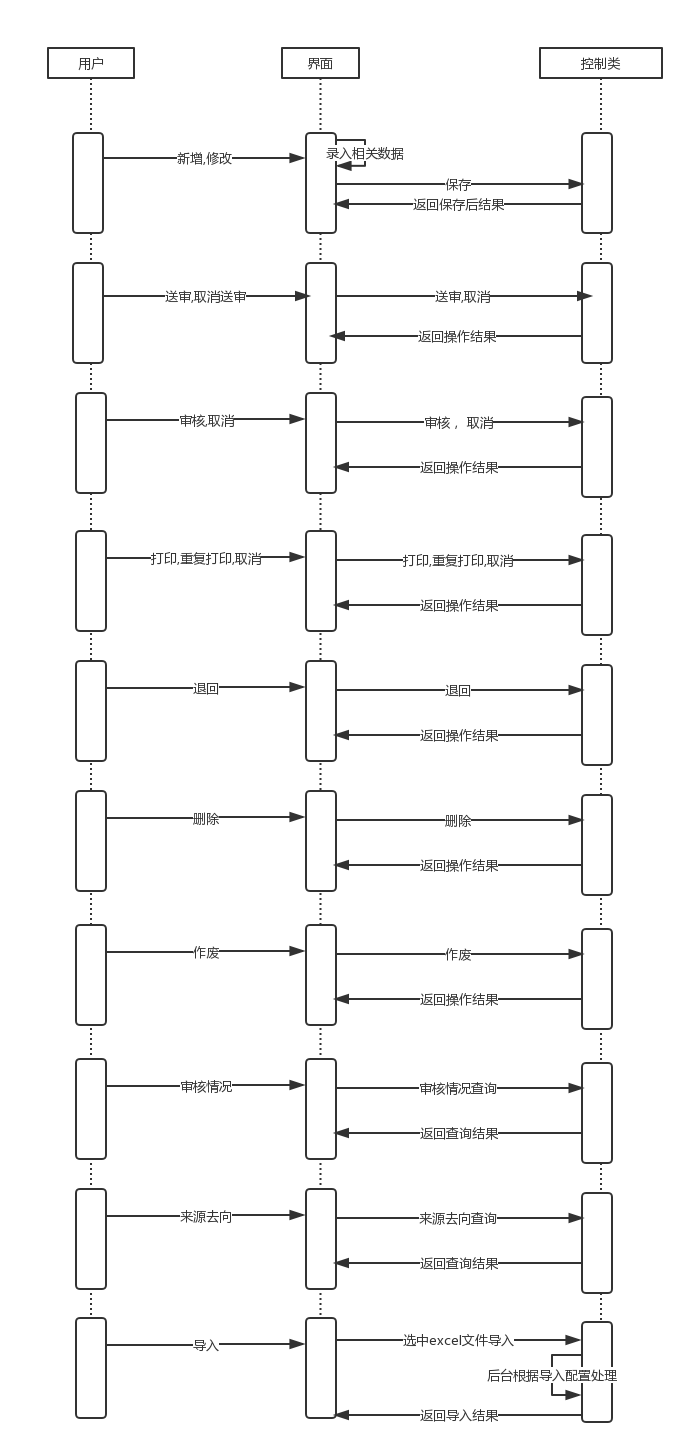 用户
界面
控制类
新增,修改
录入相关数据
保存
返回保存后结果
送审,取消送审
送审,取消
返回操作结果
审核,取消
审核 ，取消
返回操作结果
打印,重复打印,取消
打印,重复打印,取消
返回操作结果
退回
退回
返回操作结果
删除
删除
返回操作结果
作废
作废
返回操作结果
审核情况
审核情况查询
返回查询结果
来源去向
来源去向查询
返回查询结果
导入
选中excel文件导入
后台根据导入配置处理
返回导入结果